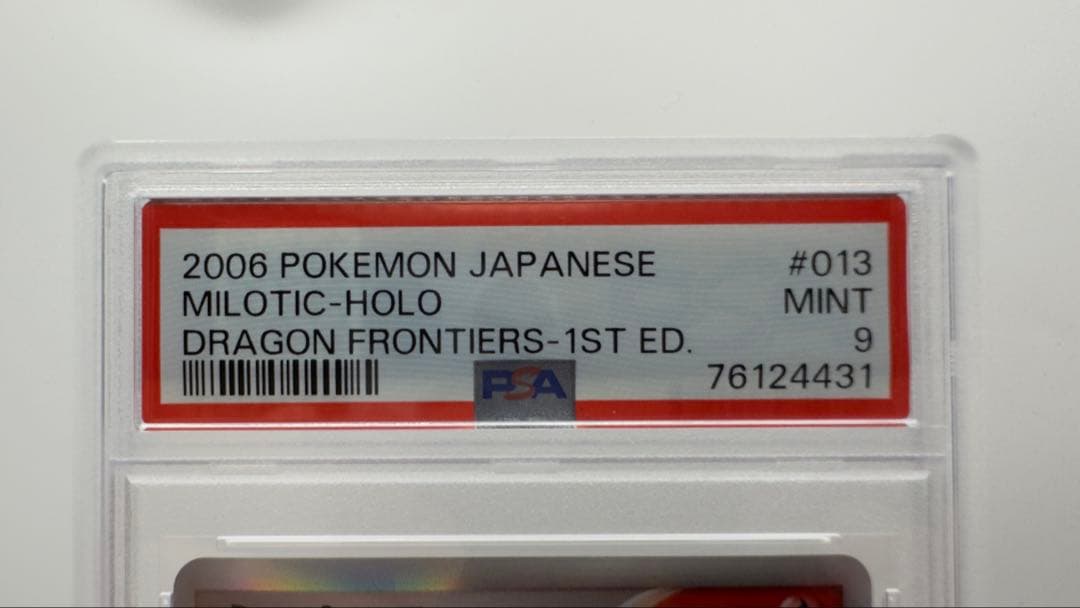 2006 POKEMON JAPANESE #013
MILOTIC-HOLO MINT
DRAGON FRONTIERS-1ST ED. 9
PSA 76124431